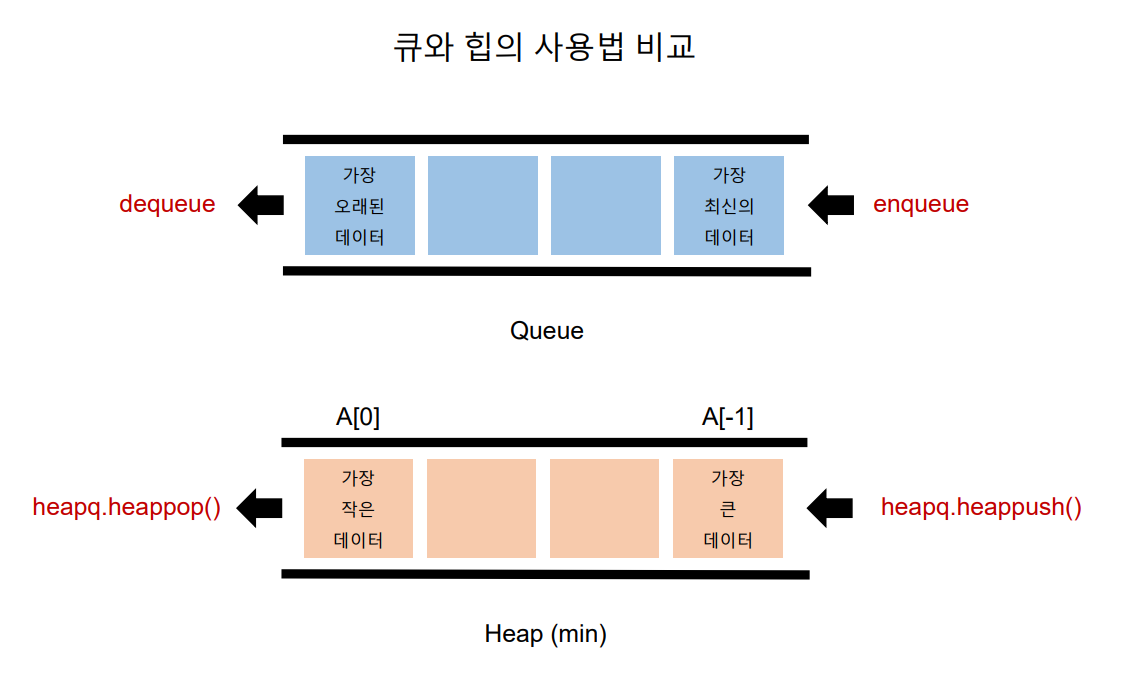 큐와 힙의 사용법 비교
dequeue
가장
오래된
데이터
가장
최신의
데이터
enqueue
Queue
A[0]
A[-1]
heapq.heappop()
가장
작은
데이터
가장
큰
데이터
heapq.heappush()
Heap (min)